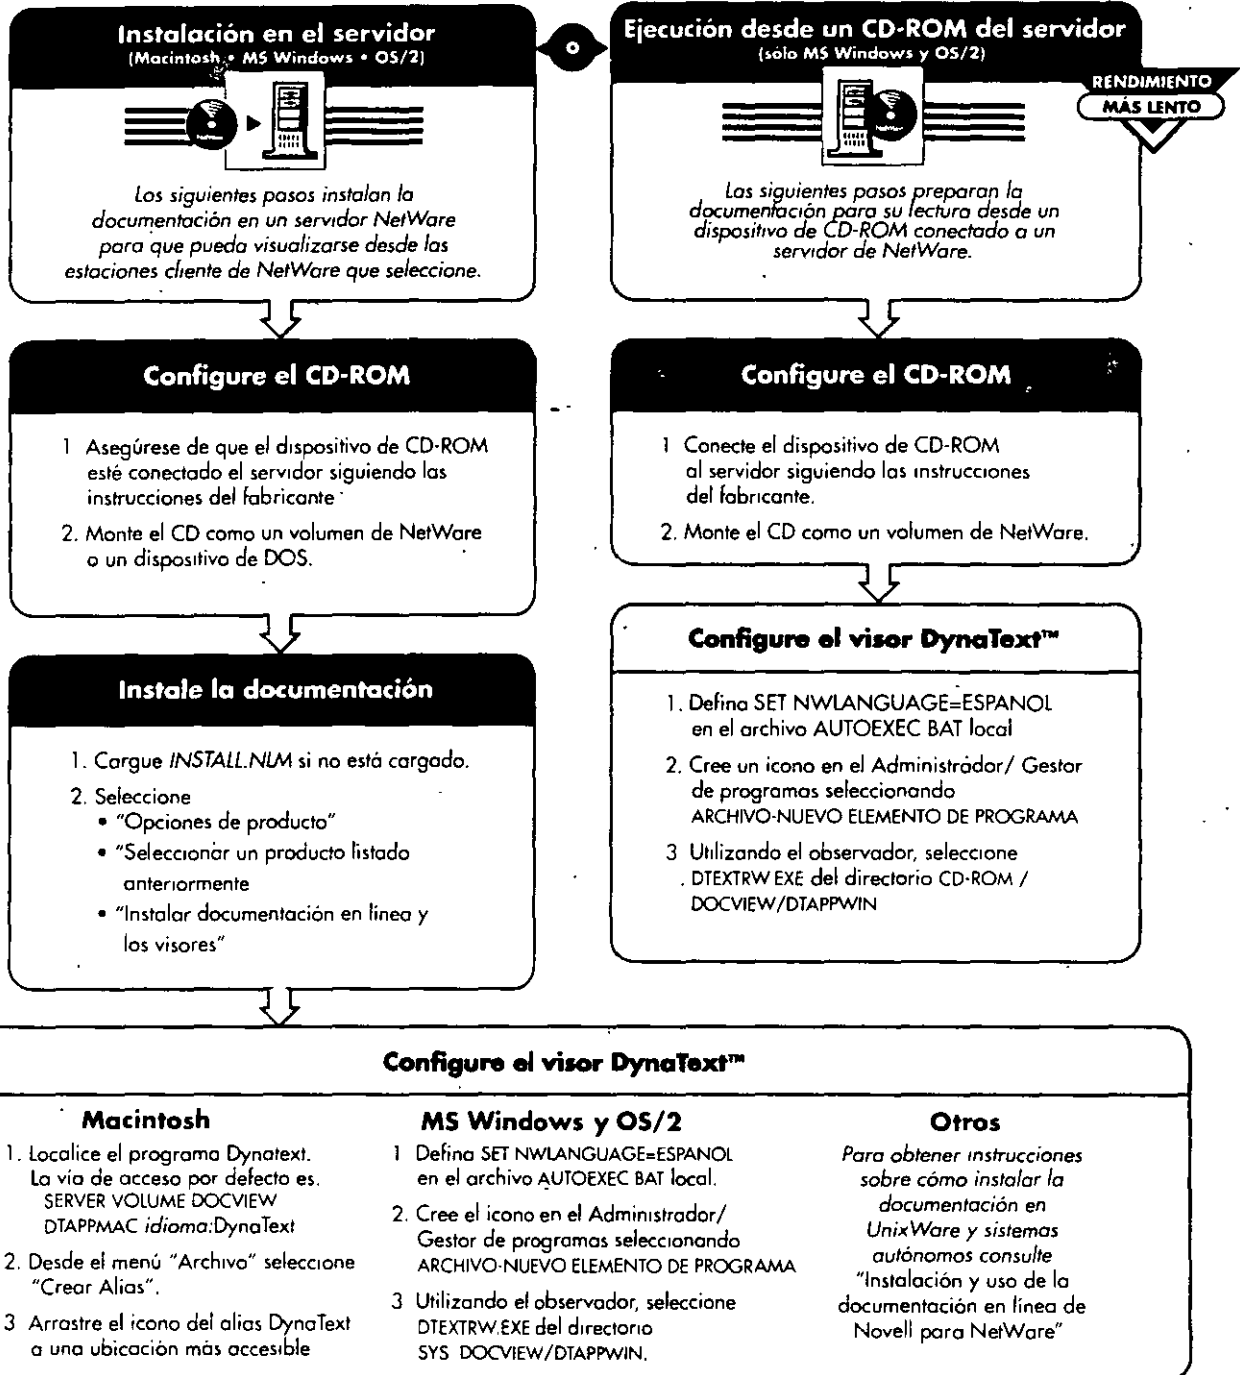 Instalación en el servidor
(Macintosh • MS Windows • OS/2)
Los siguientes pasos instalan la
documentación en un servidor NetWare
para que pueda visualizarse desde las
estaciones cliente de NetWare que seleccione.
Configure el CD-ROM
1 Asegúrese de que el dispositivo de CD-ROM
esté conectado el servidor siguiendo las
instrucciones del fabricante
2. Monte el CD como un volumen de NetWare
o un dispositivo de DOS.
Instale la documentación
1. Cargue INSTALL.NLM si no está cargado.
2. Seleccione
• "Opciones de producto"
• "Seleccionar un producto listado
anteriormente
• "Instalar documentación en línea y
los visores"
Ejecución desde un CD-ROM del servidor
(sólo MS Windows y OS/2)
RENDIMIENTO
MÁS LENTO
Los siguientes pasos preparan la
documentación para su lectura desde un
dispositivo de CD-ROM conectado a un
servidor de NetWare.
Configure el CD-ROM
1 Conecte el dispositivo de CD-ROM
al servidor siguiendo las instrucciones
del fabricante.
2. Monte el CD como un volumen de NetWare.
Configure el visor DynaText™
1. Defina SET NWLANGUAGE=ESPANOL
en el archivo AUTOEXEC BAT local
2. Cree un icono en el Administrador/ Gestor
de programas seleccionando
ARCHIVO-NUEVO ELEMENTO DE PROGRAMA
3 Utilizando el observador, seleccione
DTEXTRW EXE del directorio CD-ROM /
DOCVIEW/DTAPPWIN
Configure el visor DynaText™
Macintosh
1. Localice el programa Dynatext.
La vía de acceso por defecto es.
SERVER VOLUME DOCVIEW
DTAPPMAC idioma:DynaText
2. Desde el menú "Archivo" seleccione
"Crear Alias".
3 Arrastre el icono del alias DynaText
a una ubicación más accesible
MS Windows y OS/2
1 Defina SET NWLANGUAGE=ESPANOL
en el archivo AUTOEXEC BAT local.
2. Cree el icono en el Administrador/
Gestor de programas seleccionando
ARCHIVO-NUEVO ELEMENTO DE PROGRAMA
3 Utilizando el observador, seleccione
DTEXTRW.EXE del directorio
SYS DOCVIEW/DTAPPWIN.
Otros
Para obtener instrucciones
sobre cómo instalar la
documentación en
UnixWare y sistemas
autónomos consulte
"Instalación y uso de la
documentación en línea de
Novell para NetWare"